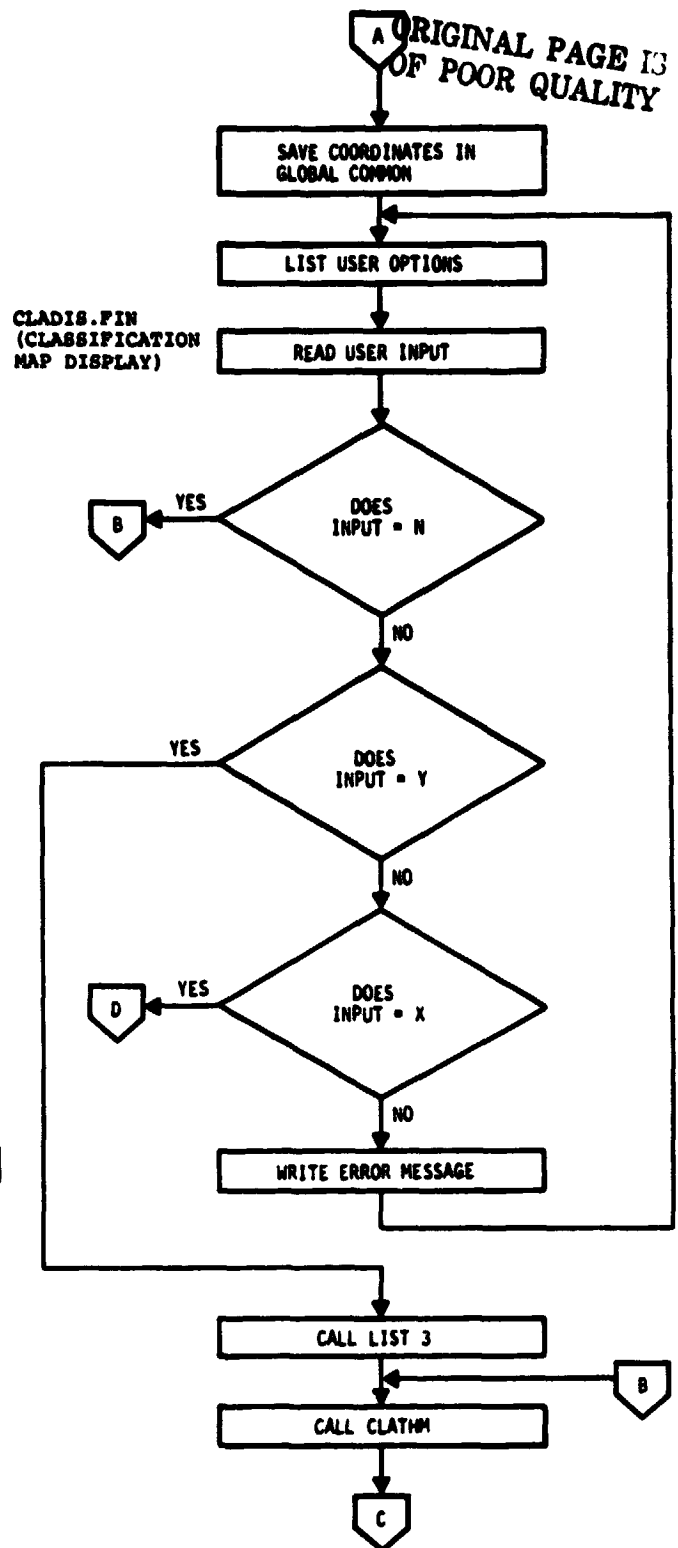 A
ORIGINAL PAGE IS
OF POOR QUALITY
SAVE COORDINATES IN
GLOBAL COMMON
LIST USER OPTIONS
CLADIS.FIN
(CLASSIFICATION
MAP DISPLAY)
READ USER INPUT
DOES
INPUT = N
YES
B
NO
DOES
INPUT = Y
YES
NO
DOES
INPUT = X
YES
D
NO
WRITE ERROR MESSAGE
CALL LIST 3
B
CALL CLATHM
C